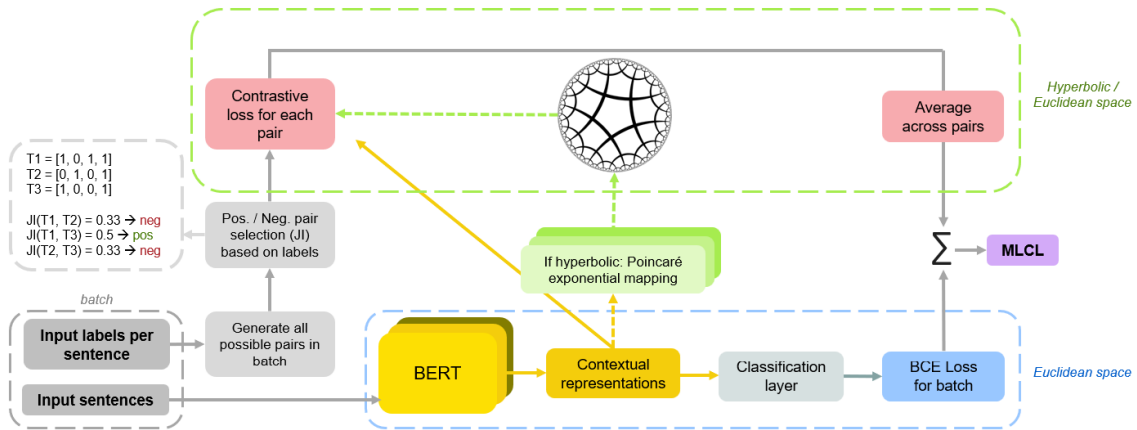 Hyperbolic /
Euclidean space
Contrastive
loss for each
pair
Average
across pairs
T1 = [1, 0, 1, 1]
T2 = [0, 1, 0, 1]
T3 = [1, 0, 0, 1]
JI(T1, T2) = 0.33 → neg
JI(T1, T3) = 0.5 → pos
JI(T2, T3) = 0.33 → neg
Pos. / Neg. pair
selection (JI)
based on labels
If hyperbolic: Poincaré
exponential mapping
∑
MLCL
batch
Input labels per
sentence
Generate all
possible pairs in
batch
Input sentences
BERT
Contextual
representations
Classification
layer
BCE Loss
for batch
Euclidean space